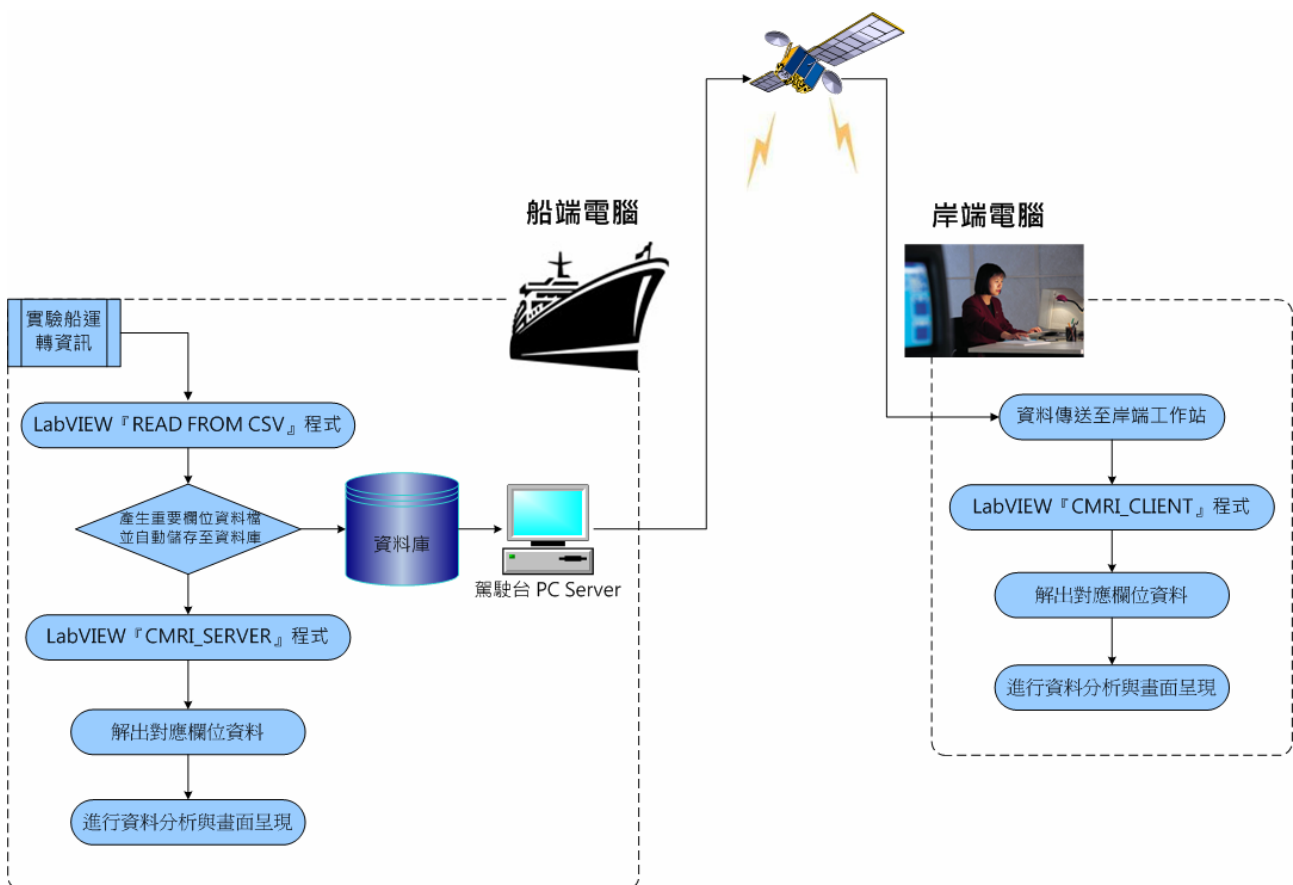 船端電腦
岸端電腦
實驗船運
轉資訊
LabVIEW『READ FROM CSV』程式
產生重要欄位資料檔
並自動儲存至資料庫
資料庫
駕駛台 PC Server
LabVIEW『CMRI_SERVER』程式
解出對應欄位資料
進行資料分析與畫面呈現
資料傳送至岸端工作站
LabVIEW『CMRI_CLIENT』程式
解出對應欄位資料
進行資料分析與畫面呈現